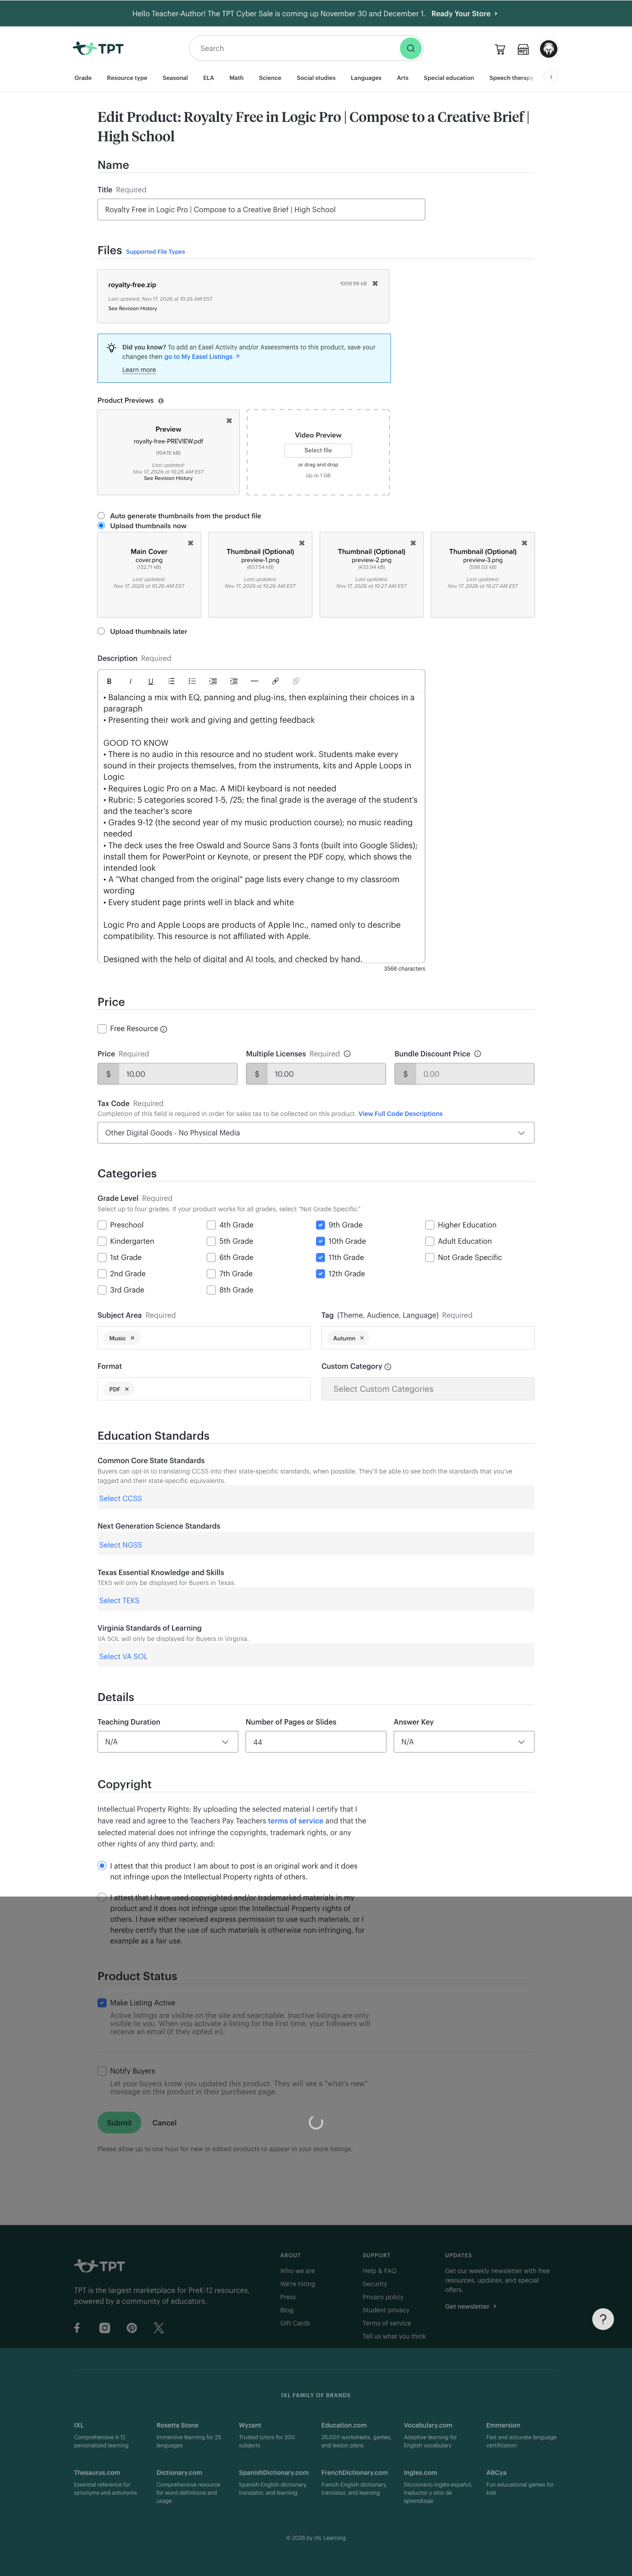 Hello Teacher-Author! The TPT Cyber Sale is coming up November 30 and December 1. Ready Your Store >
TPT
Search
Grade Resource type Seasonal ELA Math Science Social studies Languages Arts Special education Speech therapy
Edit Product: Royalty Free in Logic Pro | Compose to a Creative Brief |
High School
Name
Title Required
Royalty Free in Logic Pro | Compose to a Creative Brief | High School
Files Supported File Types
royalty-free.zip 1009.99 kB ✖
Last updated: Nov 17, 2026 at 10:26 AM EST
See Revision History
Did you know? To add an Easel Activity and/or Assessments to this product, save your
changes then go to My Easel Listings ↗
Learn more
Product Previews
Preview
royalty-free-PREVIEW.pdf
(104.15 kB)
Last updated:
Nov 17, 2026 at 10:26 AM EST
See Revision History
Video Preview
Select file
or drag and drop
Up to 1 GB
Auto generate thumbnails from the product file
Upload thumbnails now
Main Cover
cover.png
(132.71 kB)
Last updated:
Nov 17, 2026 at 10:26 AM EST
Thumbnail (Optional)
preview-1.png
(657.54 kB)
Last updated:
Nov 17, 2026 at 10:26 AM EST
Thumbnail (Optional)
preview-2.png
(433.94 kB)
Last updated:
Nov 17, 2026 at 10:27 AM EST
Thumbnail (Optional)
preview-3.png
(598.03 kB)
Last updated:
Nov 17, 2026 at 10:27 AM EST
Upload thumbnails later
Description Required
B I U
• Balancing a mix with EQ, panning and plug-ins, then explaining their choices in a
paragraph
• Presenting their work and giving and getting feedback
GOOD TO KNOW
• There is no audio in this resource and no student work. Students make every
sound in their projects themselves, from the instruments, kits and Apple Loops in
Logic
• Requires Logic Pro on a Mac. A MIDI keyboard is not needed
• Rubric: 5 categories scored 1-5, /25; the final grade is the average of the student's
and the teacher's score
• Grades 9-12 (the second year of my music production course); no music reading
needed
• The deck uses the free Oswald and Source Sans 3 fonts (built into Google Slides);
install them for PowerPoint or Keynote, or present the PDF copy, which shows the
intended look
• A "What changed from the original" page lists every change to my classroom
wording
• Every student page prints well in black and white
Logic Pro and Apple Loops are products of Apple Inc., named only to describe
compatibility. This resource is not affiliated with Apple.
Designed with the help of digital and AI tools, and checked by hand.
3568 characters
Price
Free Resource
Price Required
$ 10.00
Multiple Licenses Required
$ 10.00
Bundle Discount Price
$ 0.00
Tax Code Required
Completion of this field is required in order for sales tax to be collected on this product. View Full Code Descriptions
Other Digital Goods - No Physical Media
Categories
Grade Level Required
Select up to four grades. If your product works for all grades, select "Not Grade Specific."
Preschool 4th Grade 9th Grade Higher Education
Kindergarten 5th Grade 10th Grade Adult Education
1st Grade 6th Grade 11th Grade Not Grade Specific
2nd Grade 7th Grade 12th Grade
3rd Grade 8th Grade
Subject Area Required
Music ✕
Tag (Theme, Audience, Language) Required
Autumn ✕
Format
PDF ✕
Custom Category
Select Custom Categories
Education Standards
Common Core State Standards
Buyers can opt-in to translating CCSS into their state-specific standards, when possible. They'll be able to see both the standards that you've
tagged and their state-specific equivalents.
Select CCSS
Next Generation Science Standards
Select NGSS
Texas Essential Knowledge and Skills
TEKS will only be displayed for Buyers in Texas.
Select TEKS
Virginia Standards of Learning
VA SOL will only be displayed for Buyers in Virginia.
Select VA SOL
Details
Teaching Duration
N/A
Number of Pages or Slides
44
Answer Key
N/A
Copyright
Intellectual Property Rights: By uploading the selected material I certify that I
have read and agree to the Teachers Pay Teachers terms of service and that the
selected material does not infringe the copyrights, trademark rights, or any
other rights of any third party, and:
I attest that this product I am about to post is an original work and it does
not infringe upon the Intellectual Property rights of others.
I attest that I have used copyrighted and/or trademarked materials in my
product and it does not infringe upon the Intellectual Property rights of
others. I have either received express permission to use such materials, or I
hereby certify that the use of such materials is otherwise non-infringing, for
example as a fair use.
Product Status
Make Listing Active
Active listings are visible on the site and searchable. Inactive listings are only
visible to you. When you activate a listing the first time, your followers will
receive an email (if they opted in).
Notify Buyers
Let your buyers know you updated this product. They will see a "what's new"
message on this product in their purchases page.
Submit Cancel
Please allow up to one hour for new or edited products to appear in your store listings.
TPT
TPT is the largest marketplace for PreK-12 resources,
powered by a community of educators.
ABOUT
Who we are
We're hiring
Press
Blog
Gift Cards
SUPPORT
Help & FAQ
Security
Privacy policy
Student privacy
Terms of service
Tell us what you think
UPDATES
Get our weekly newsletter with free
resources, updates, and special
offers.
Get newsletter >
?
IXL FAMILY OF BRANDS
IXL
Comprehensive K-12
personalized learning
Rosetta Stone
Immersive learning for 25
languages
Wyzant
Trusted tutors for 300
subjects
Education.com
35,000 worksheets, games,
and lesson plans
Vocabulary.com
Adaptive learning for
English vocabulary
Emmersion
Fast and accurate language
certification
Thesaurus.com
Essential reference for
synonyms and antonyms
Dictionary.com
Comprehensive resource
for word definitions and
usage
SpanishDictionary.com
Spanish-English dictionary,
translator, and learning
FrenchDictionary.com
French-English dictionary,
translator, and learning
Ingles.com
Diccionario inglés-español,
traductor y sitio de
aprendizaje
ABCya
Fun educational games for
kids
© 2026 by IXL Learning